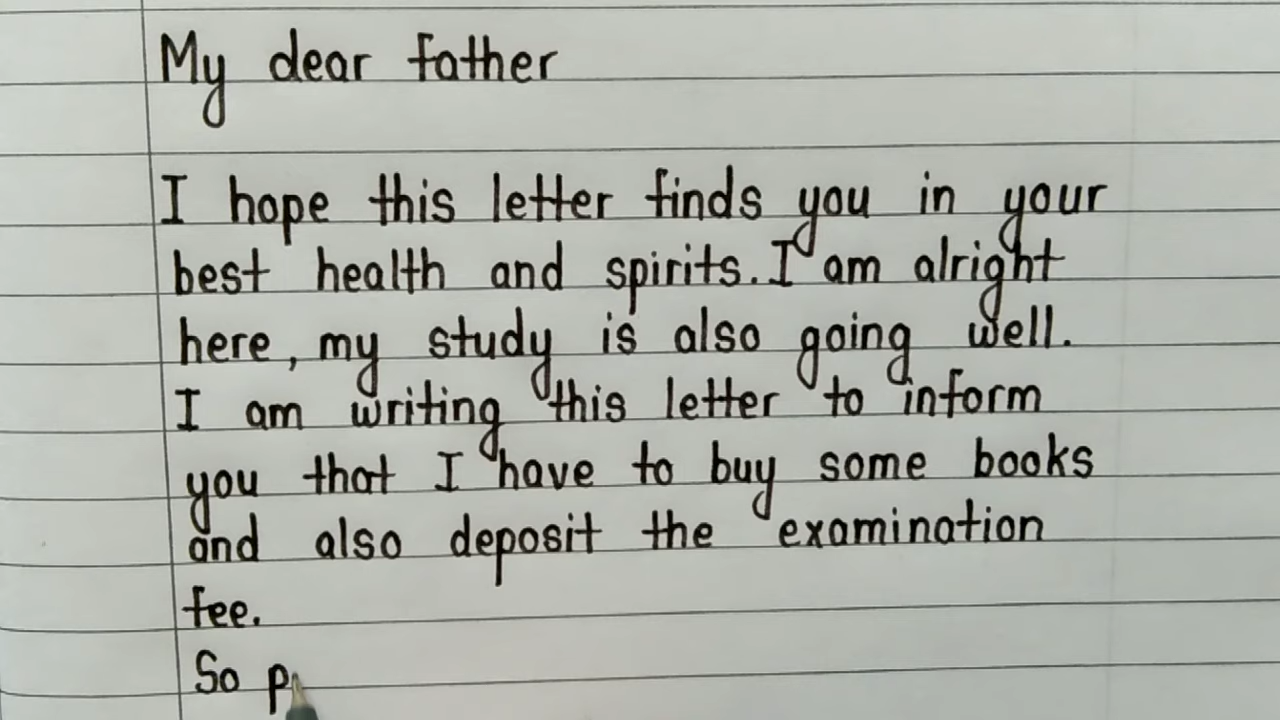 My dear father
I hope this letter finds you in your
best health and spirits. I am alright
here, my study is also going well.
I am writing this letter to inform
you that I have to buy some books
and also deposit the examination
fee.
So p